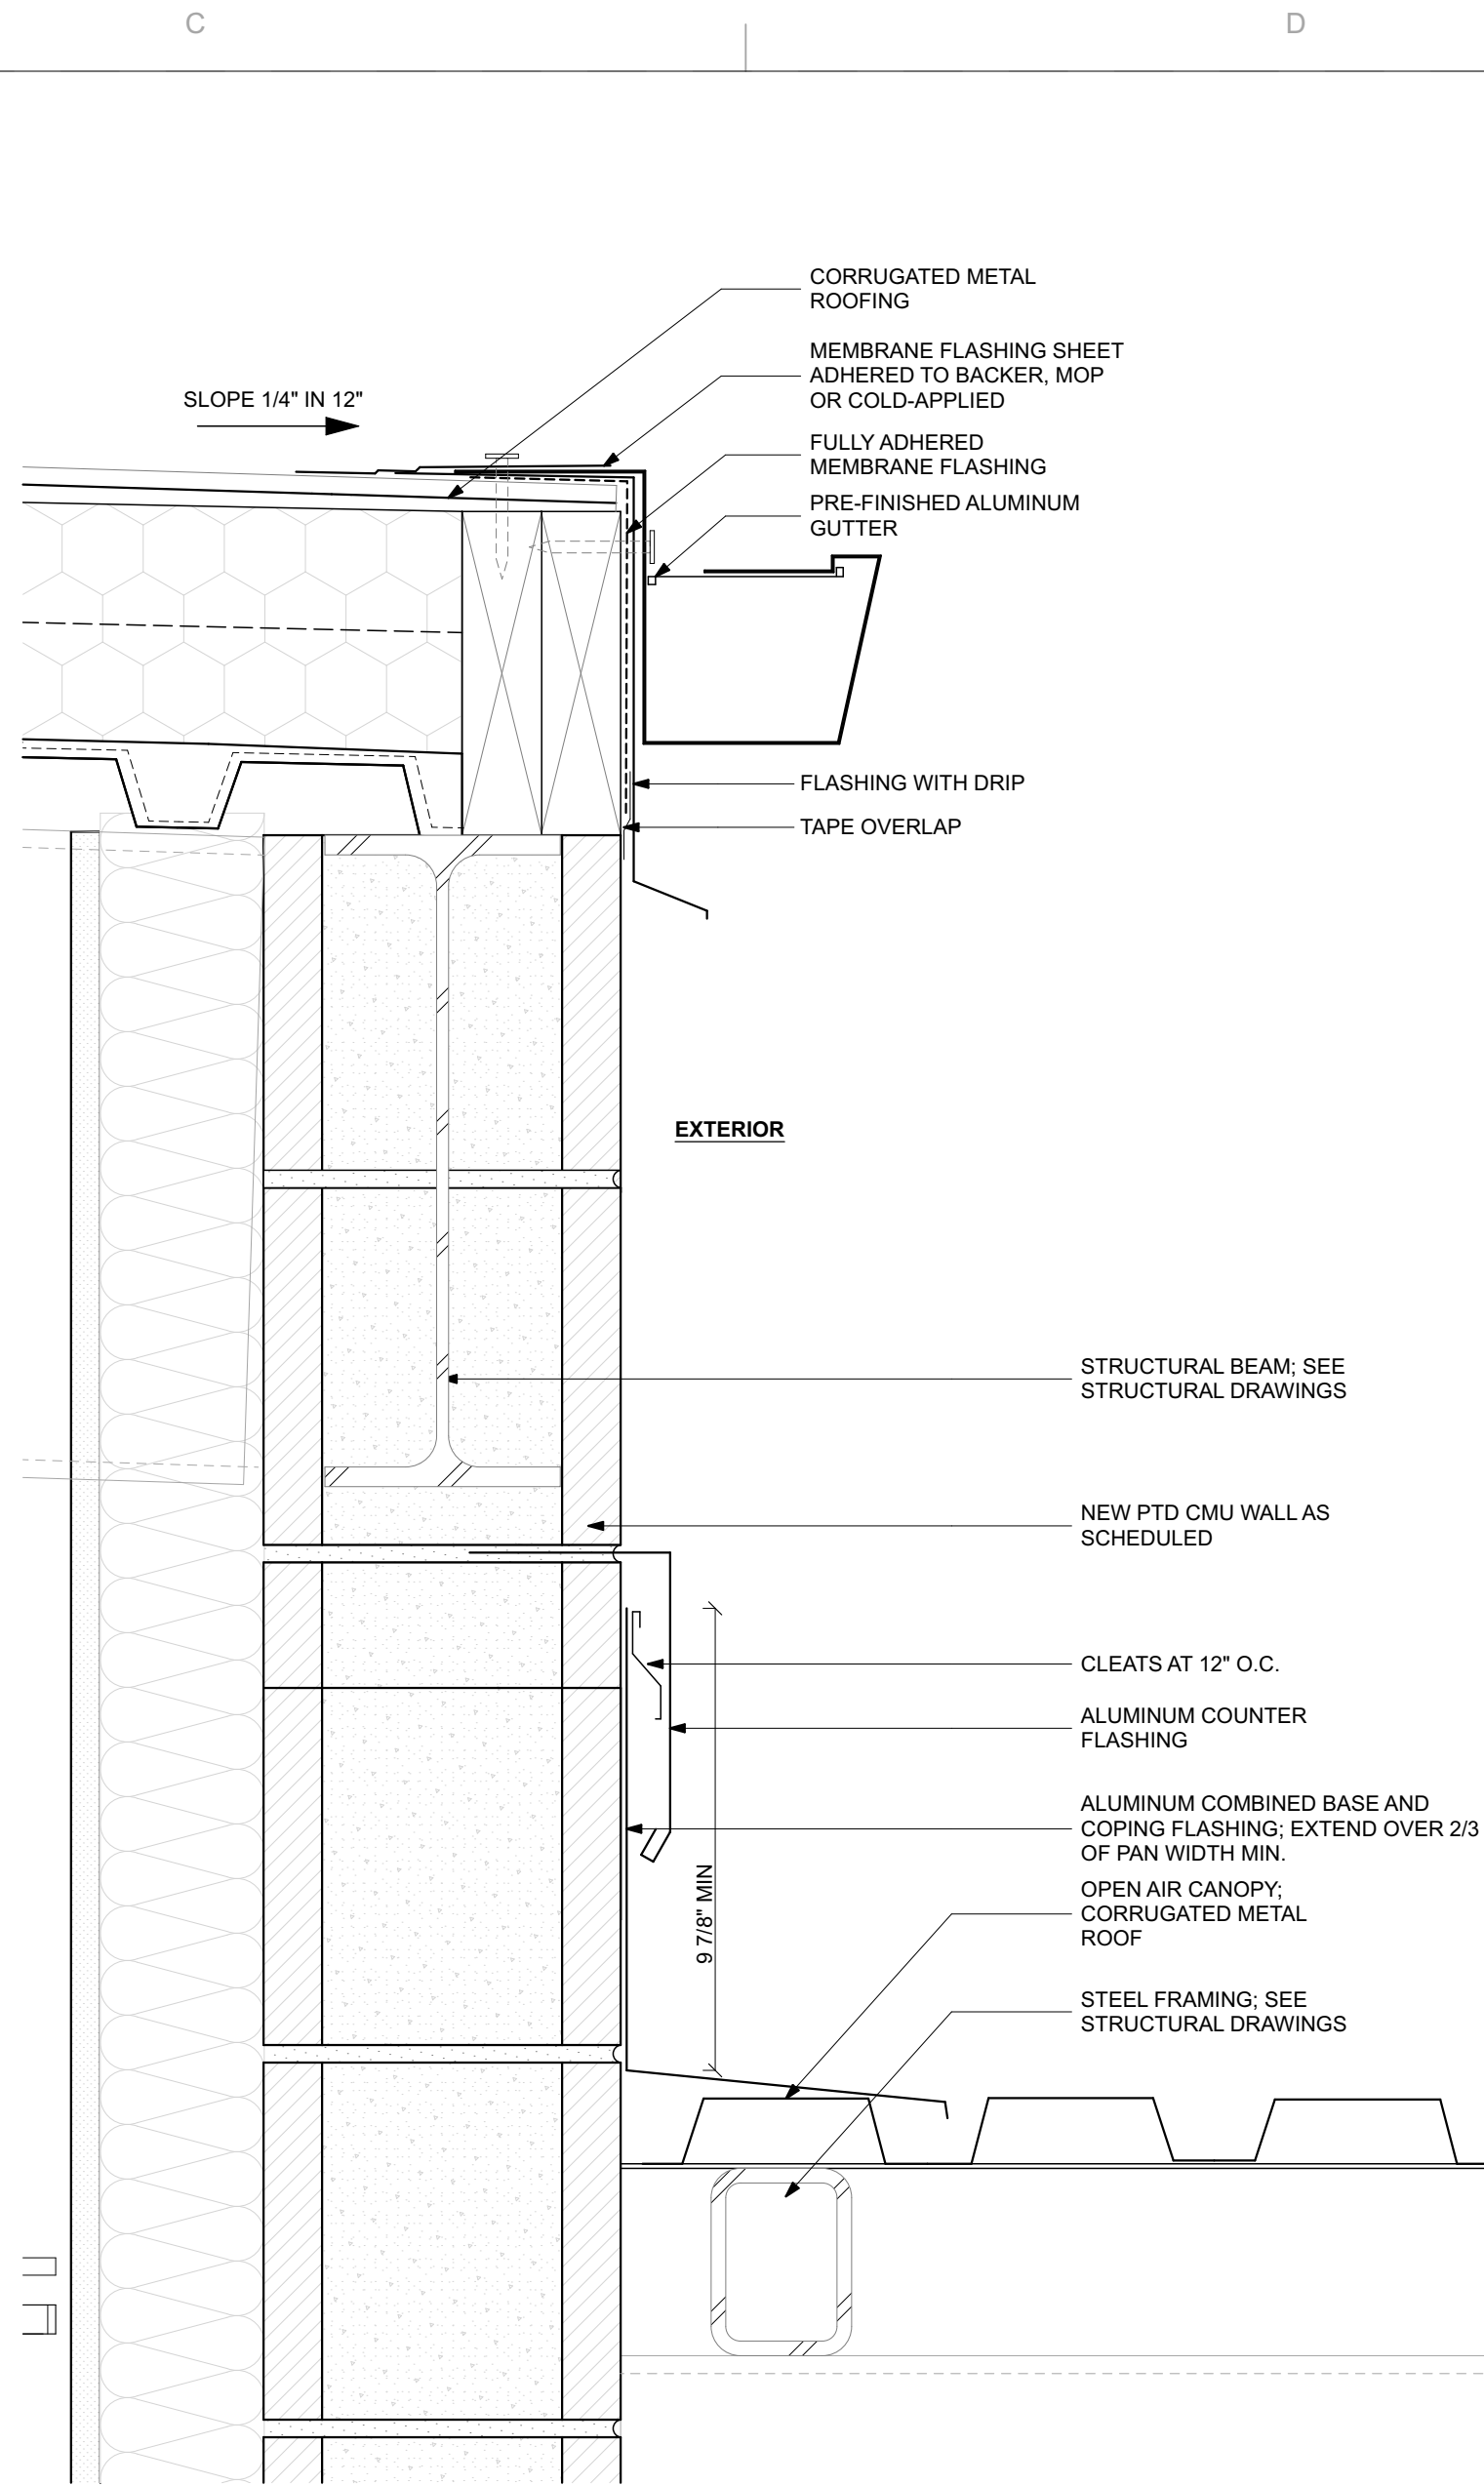 C
D
CORRUGATED METAL
ROOFING
MEMBRANE FLASHING SHEET
ADHERED TO BACKER, MOP
OR COLD-APPLIED
SLOPE 1/4" IN 12"
FULLY ADHERED
MEMBRANE FLASHING
PRE-FINISHED ALUMINUM
GUTTER
FLASHING WITH DRIP
TAPE OVERLAP
EXTERIOR
STRUCTURAL BEAM; SEE
STRUCTURAL DRAWINGS
NEW PTD CMU WALL AS
SCHEDULED
CLEATS AT 12" O.C.
ALUMINUM COUNTER
FLASHING
ALUMINUM COMBINED BASE AND
COPING FLASHING; EXTEND OVER 2/3
OF PAN WIDTH MIN.
9 7/8" MIN
OPEN AIR CANOPY;
CORRUGATED METAL
ROOF
STEEL FRAMING; SEE
STRUCTURAL DRAWINGS